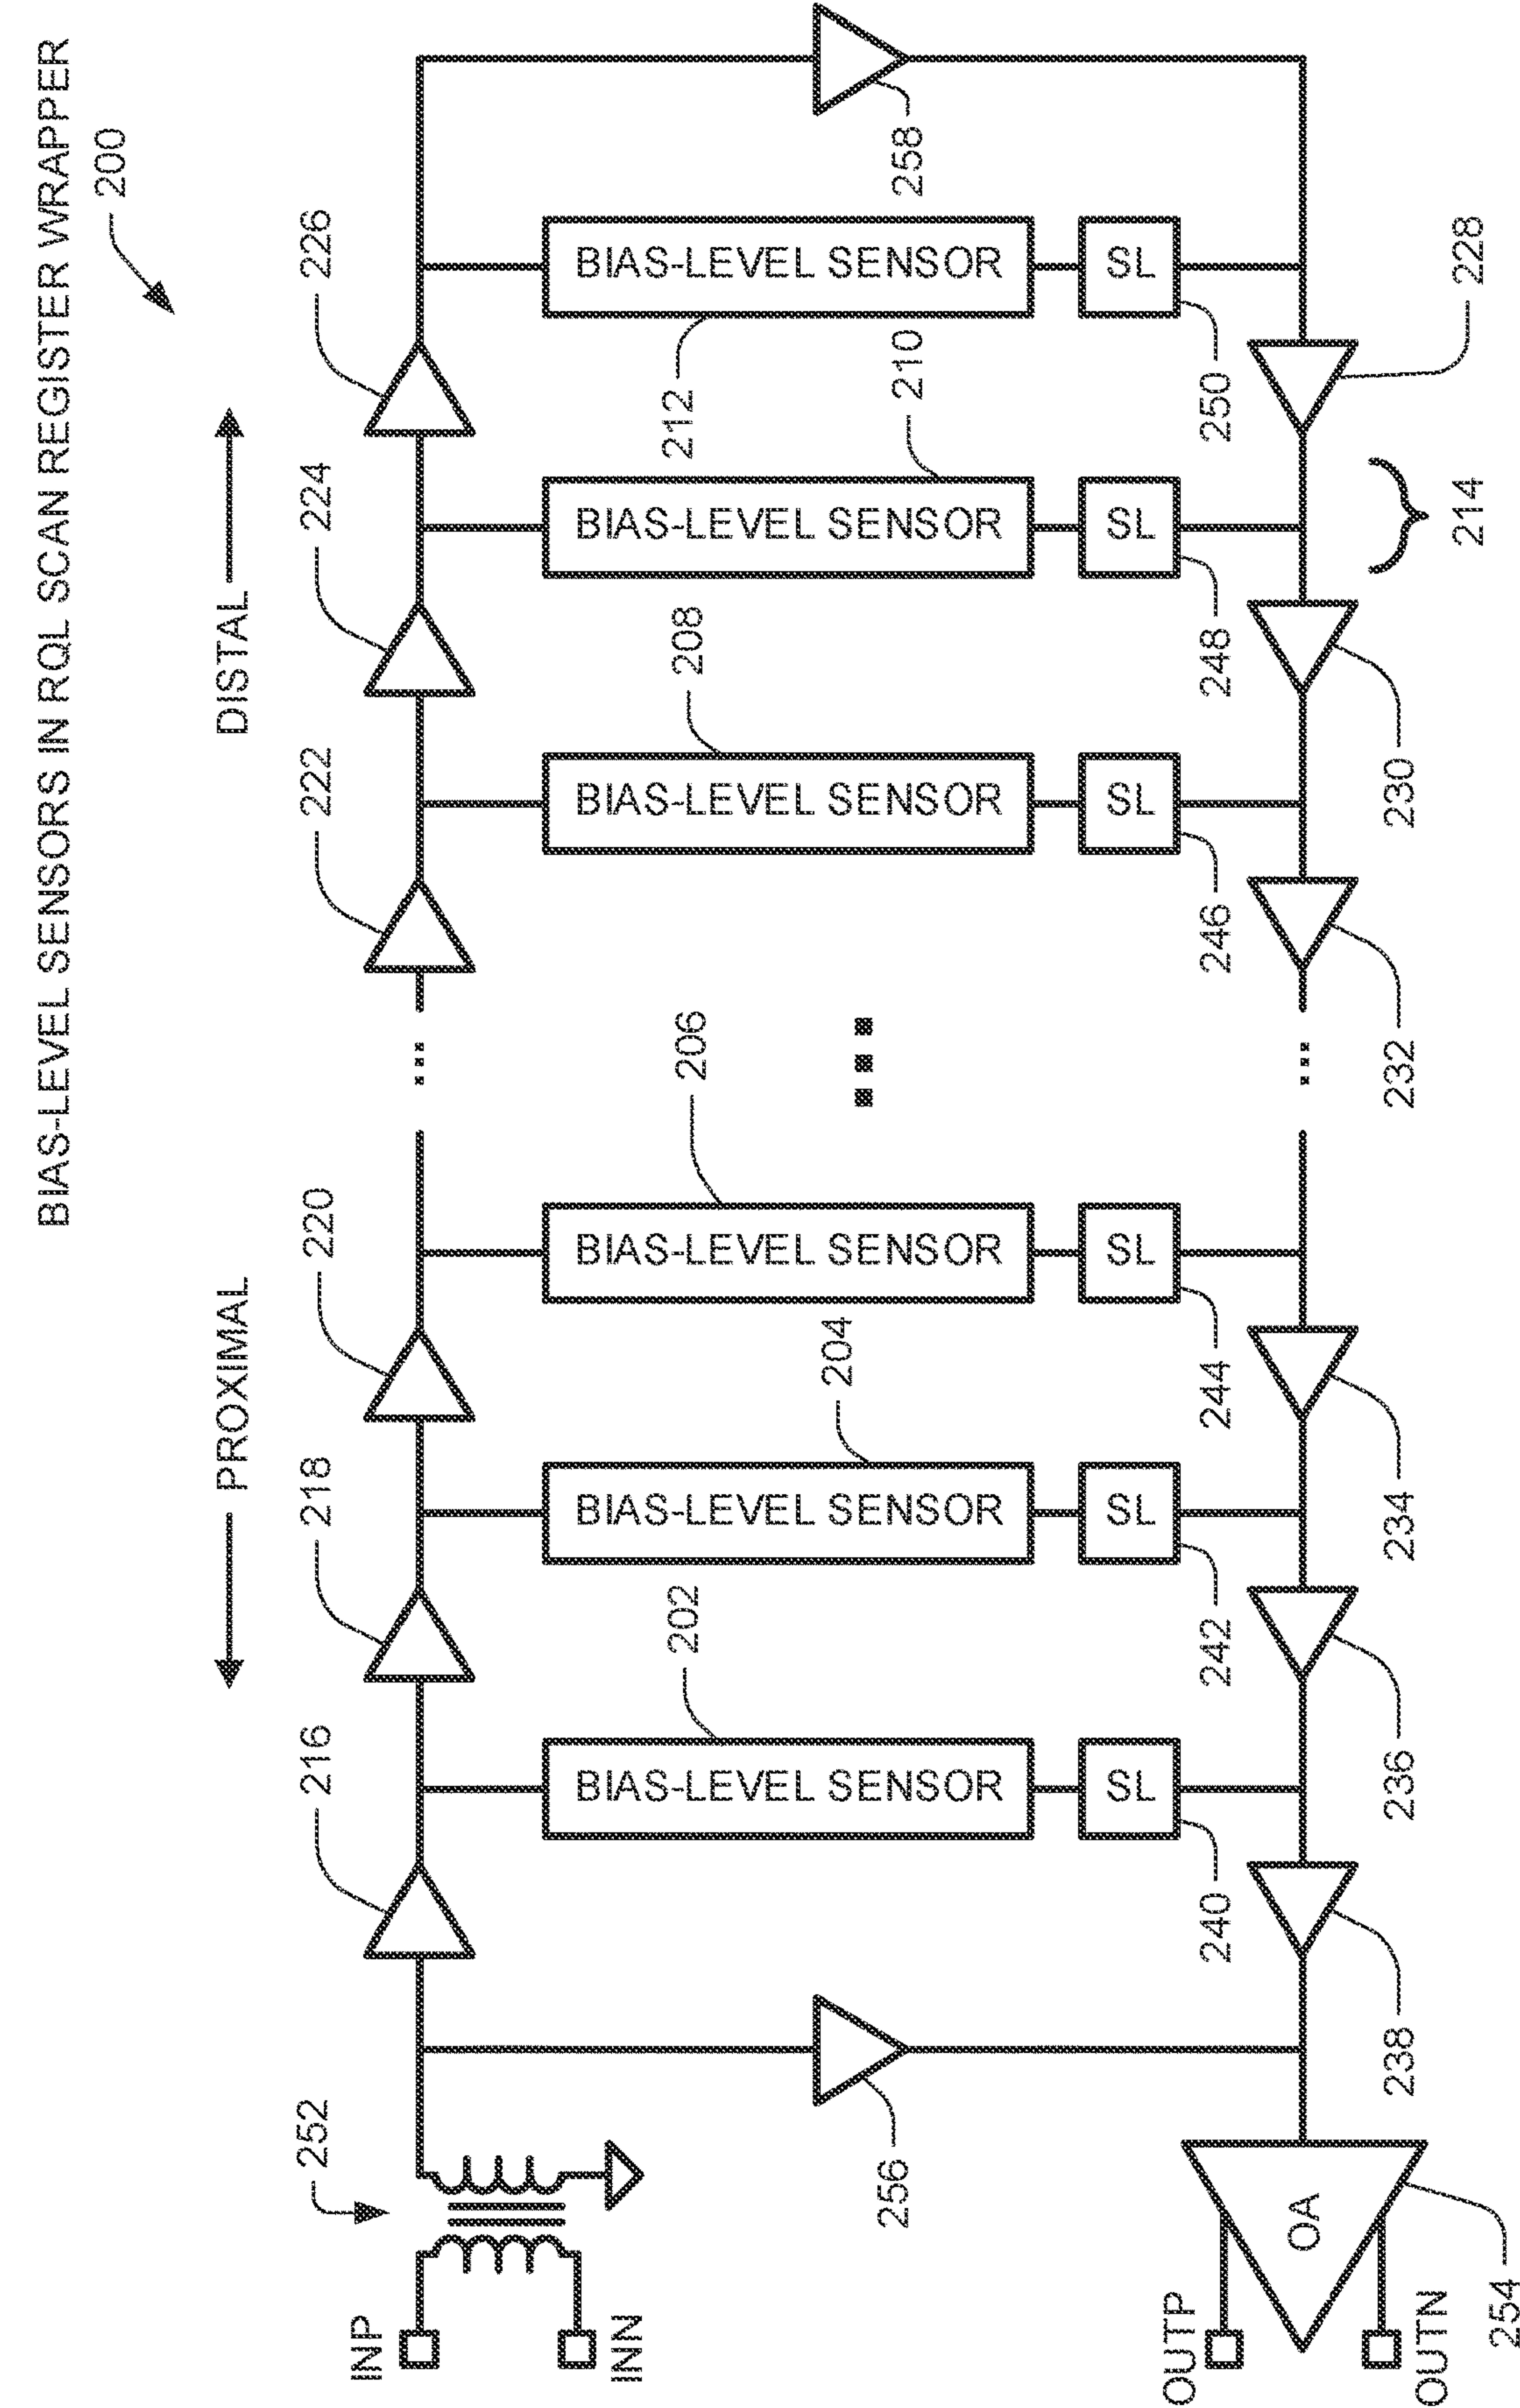 BIAS-LEVEL SENSORS IN RQL SCAN REGISTER WRAPPER
200
PROXIMAL
DISTAL
252
216
218
220
222
224
226
INP
INN
256
202
204
206
208
210
212
258
BIAS-LEVEL SENSOR
BIAS-LEVEL SENSOR
BIAS-LEVEL SENSOR
...
BIAS-LEVEL SENSOR
BIAS-LEVEL SENSOR
BIAS-LEVEL SENSOR
SL
SL
SL
SL
SL
SL
240
242
244
246
248
250
OUTP
OUTN
OA
254
238
236
234
232
230
214
228